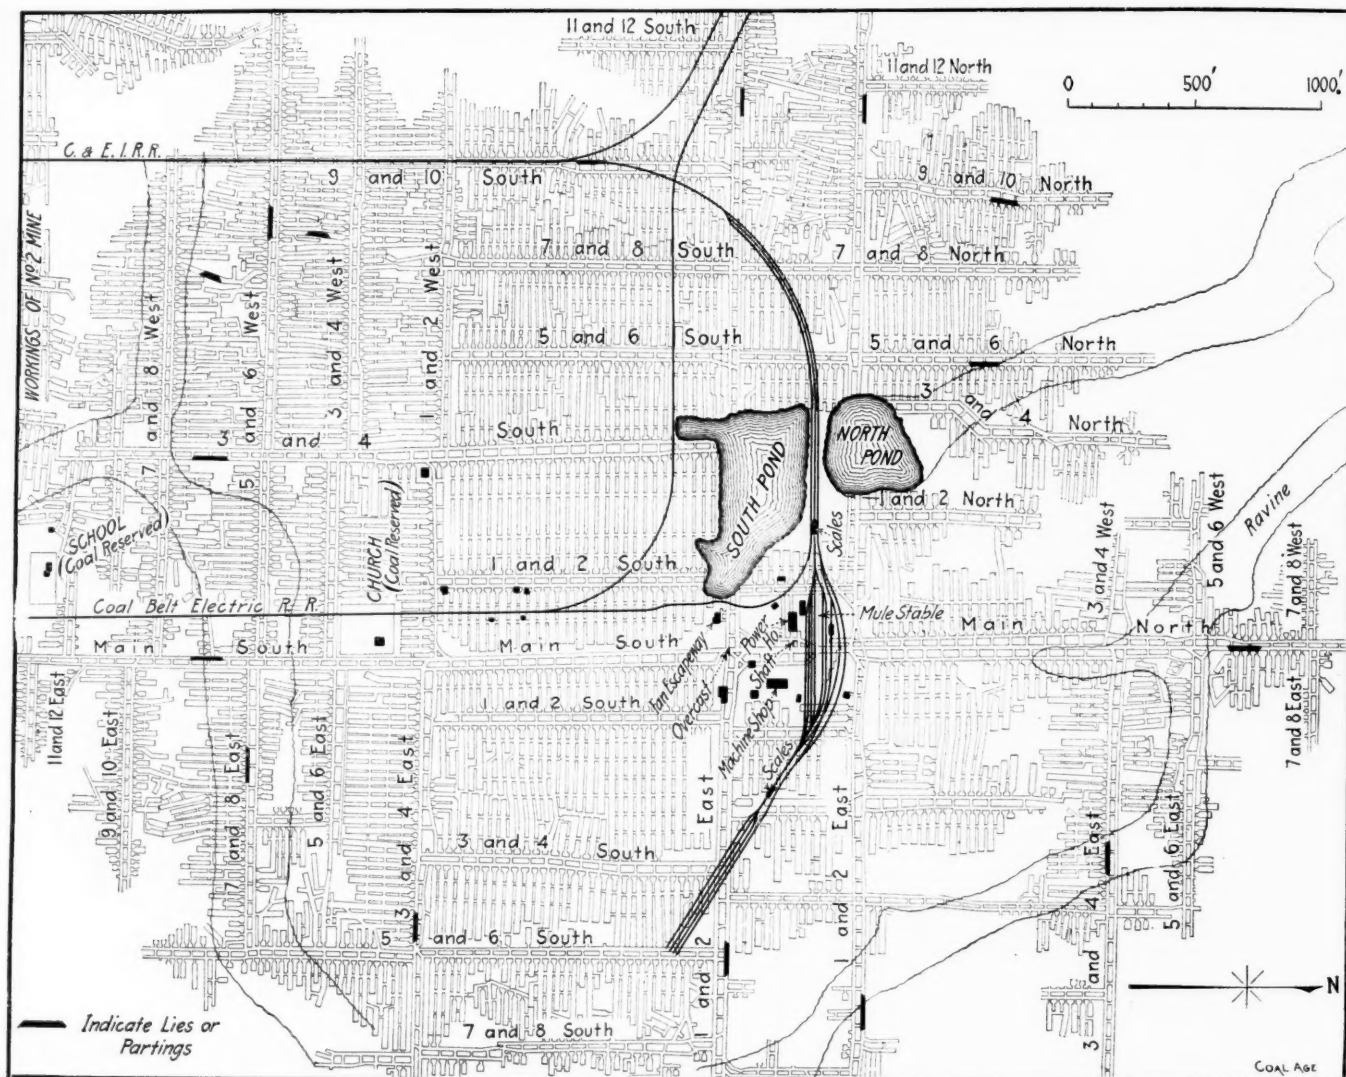 11 and 12 South
11 and 12 North
0 500' 1000'
C. & E. I. R.R.
9 and 10 South
9 and 10 North
7 and 8 South
7 and 8 North
WORKINGS OF Nº2 MINE
7 and 8 West
5 and 6 West
3 and 4 West
1 and 2 West
5 and 6 South
5 and 6 North
3 and 4 South
3 and 4 North
SOUTH POND
NORTH POND
1 and 2 North
SCHOOL
(Coal Reserved)
CHURCH
(Coal Reserved)
Scales
3 and 4 West
5 and 6 West
Ravine
7 and 8 West
1 and 2 South
Coal Belt Electric R. R.
Mule Stable
Main South
Main South
Main North
Fan Escapeway
Overcast
Power Ho.
Shaft
Machine Shop
Scales
1 and 2 South
11 and 12 East
9 and 10 East
7 and 8 East
5 and 6 East
3 and 4 East
1 and 2 East
1 and 2 East
3 and 4 East
5 and 6 East
7 and 8 East
3 and 4 South
5 and 6 South
7 and 8 South
N
Indicate Lies or
Partings
COAL AGE